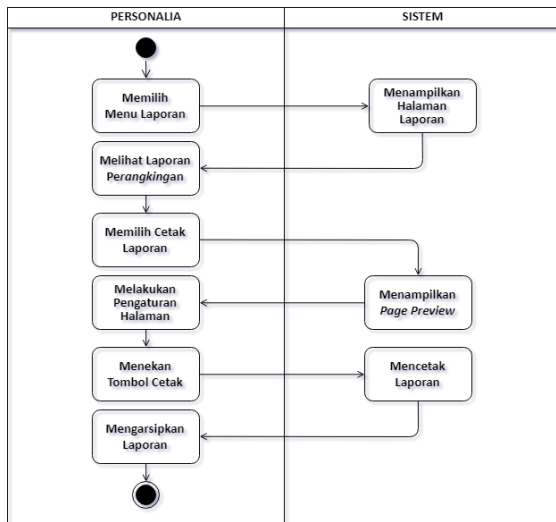 PERSONALIA
SISTEM
Memilih
Menu Laporan
Menampilkan
Halaman
Laporan
Melihat Laporan
Perangkingan
Memilih Cetak
Laporan
Melakukan
Pengaturan
Halaman
Menampilkan
Page Preview
Menekan
Tombol Cetak
Mencetak
Laporan
Mengarsipkan
Laporan